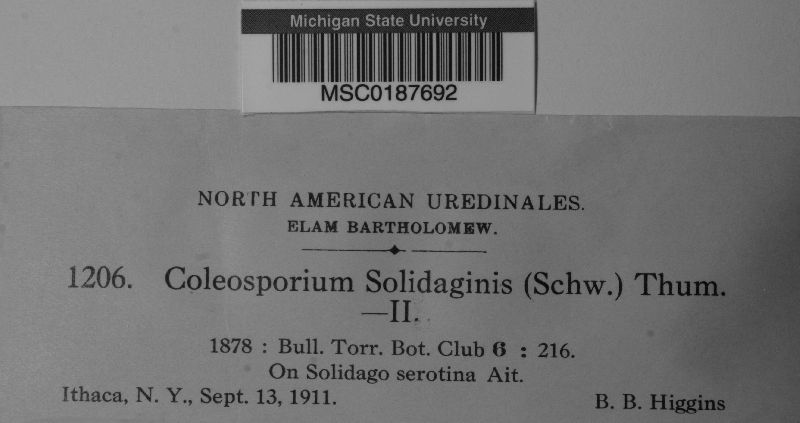 Michigan State University
MSC0187692
NORTH AMERICAN UREDINALES.
ELAM BARTHOLOMEW.
1206. Coleosporium Solidaginis (Schw.) Thum.
—II.
1878 : Bull. Torr. Bot. Club 6 : 216.
On Solidago serotina Ait.
Ithaca, N. Y., Sept. 13, 1911. B. B. Higgins